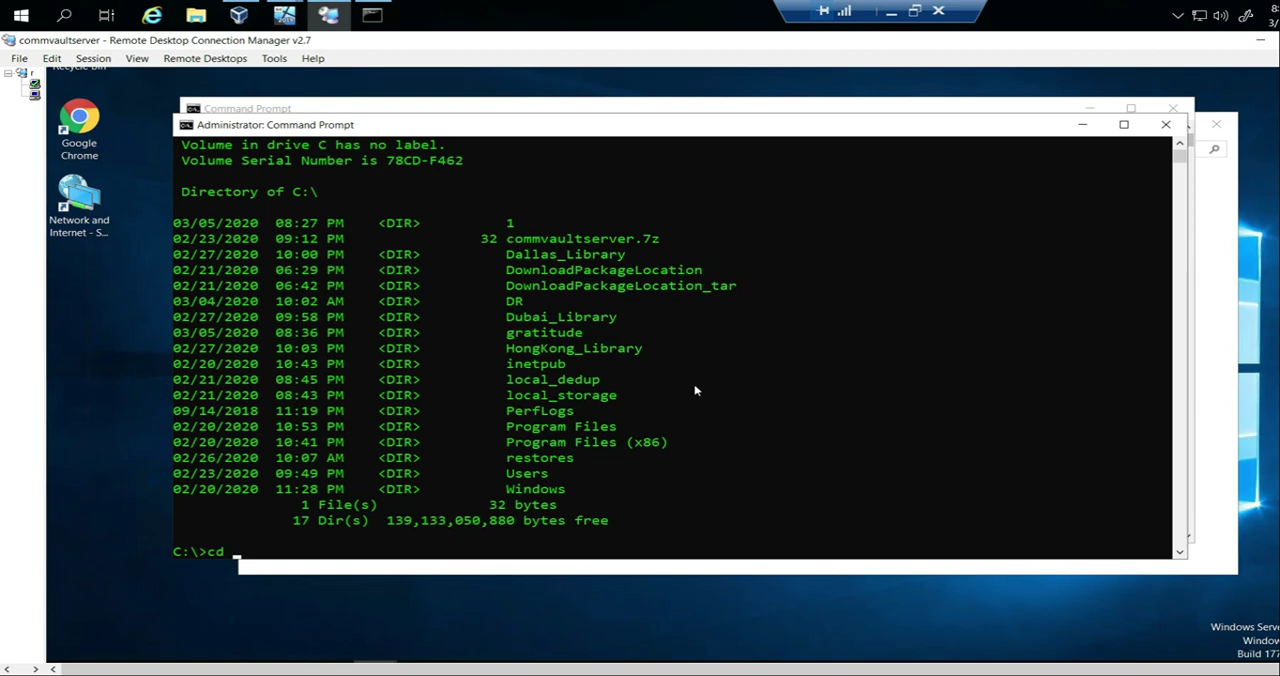 8:
3/
commvaultserver - Remote Desktop Connection Manager v2.7
File Edit Session View Remote Desktops Tools Help
r
Recycle Bin
Google
Chrome
Network and
Internet - S...
Command Prompt
Administrator: Command Prompt
Volume in drive C has no label.
Volume Serial Number is 78CD-F462
Directory of C:\
03/05/2020 08:27 PM <DIR> 1
02/23/2020 09:12 PM 32 commvaultserver.7z
02/27/2020 10:00 PM <DIR> Dallas_Library
02/21/2020 06:29 PM <DIR> DownloadPackageLocation
02/21/2020 06:42 PM <DIR> DownloadPackageLocation_tar
03/04/2020 10:02 AM <DIR> DR
02/27/2020 09:58 PM <DIR> Dubai_Library
03/05/2020 08:36 PM <DIR> gratitude
02/27/2020 10:03 PM <DIR> HongKong_Library
02/20/2020 10:43 PM <DIR> inetpub
02/21/2020 08:45 PM <DIR> local_dedup
02/21/2020 08:43 PM <DIR> local_storage
09/14/2018 11:19 PM <DIR> PerfLogs
02/20/2020 10:53 PM <DIR> Program Files
02/20/2020 10:41 PM <DIR> Program Files (x86)
02/26/2020 10:07 AM <DIR> restores
02/23/2020 09:49 PM <DIR> Users
02/20/2020 11:28 PM <DIR> Windows
1 File(s) 32 bytes
17 Dir(s) 139,133,050,880 bytes free
C:\>cd _
Windows Serve
Window
Build 177